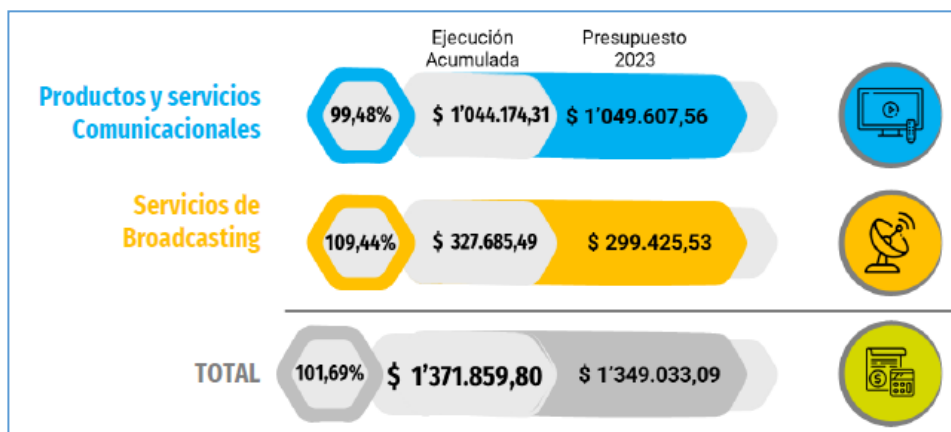 Ejecución
Acumulada
Presupuesto
2023
Productos y servicios
Comunicacionales
99,48%
$ 1’044.174,31
$ 1’049.607,56
Servicios de
Broadcasting
109,44%
$ 327.685,49
$ 299.425,53
TOTAL
101,69%
$ 1’371.859,80
$ 1’349.033,09
$